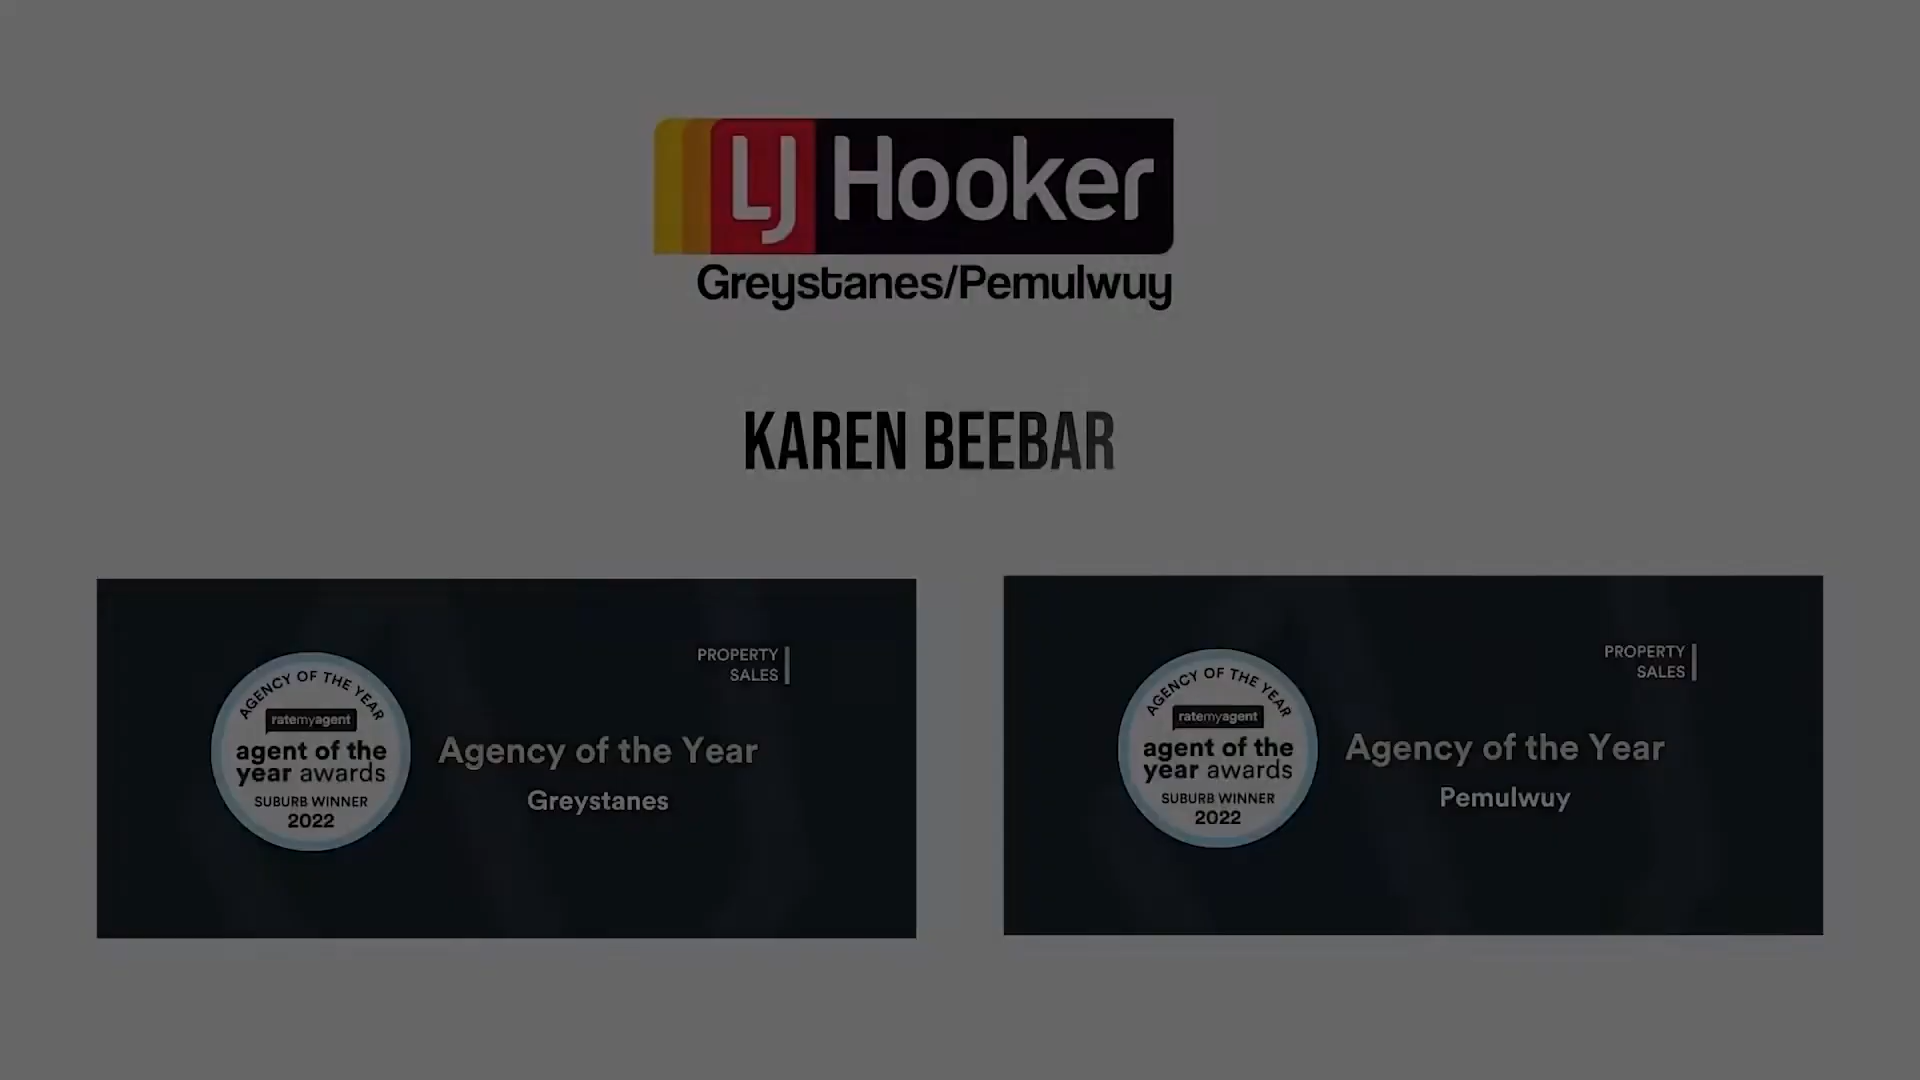 LJ Hooker
Greystanes/Pemulwuy
KAREN BEEBAR
PROPERTY
SALES
AGENCY OF THE YEAR
ratemyagent
agent of the
year awards
SUBURB WINNER
2022
Agency of the Year
Greystanes
PROPERTY
SALES
AGENCY OF THE YEAR
ratemyagent
agent of the
year awards
SUBURB WINNER
2022
Agency of the Year
Pemulwuy